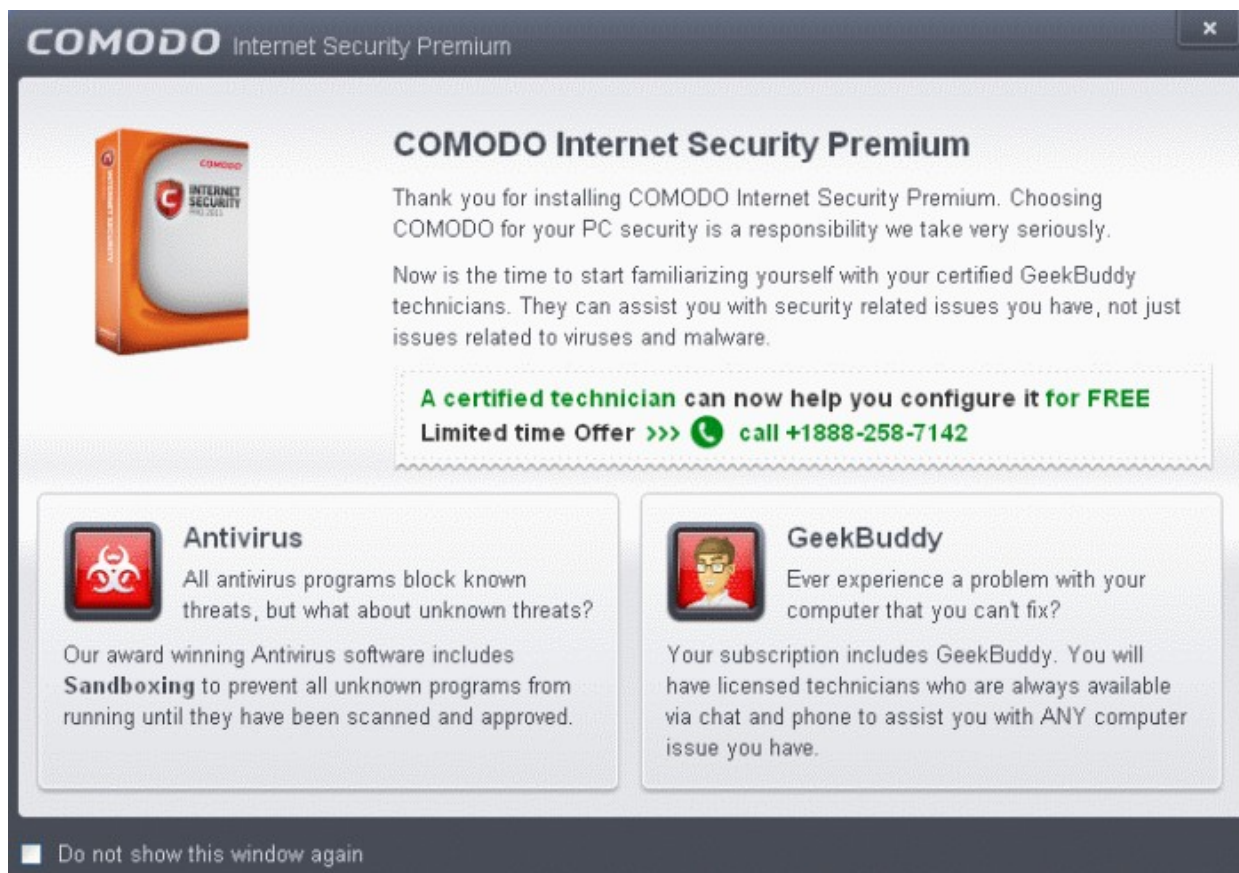 COMODO Internet Security Premium
COMODO
INTERNET
SECURITY
COMODO Internet Security Premium
Thank you for installing COMODO Internet Security Premium. Choosing
COMODO for your PC security is a responsibility we take very seriously.
Now is the time to start familiarizing yourself with your certified GeekBuddy
technicians. They can assist you with security related issues you have, not just
issues related to viruses and malware.
A certified technician can now help you configure it for FREE
Limited time Offer >>> call +1888-258-7142
Antivirus
All antivirus programs block known
threats, but what about unknown threats?
Our award winning Antivirus software includes
Sandboxing to prevent all unknown programs from
running until they have been scanned and approved.
GeekBuddy
Ever experience a problem with your
computer that you can't fix?
Your subscription includes GeekBuddy. You will
have licensed technicians who are always available
via chat and phone to assist you with ANY computer
issue you have.
Do not show this window again